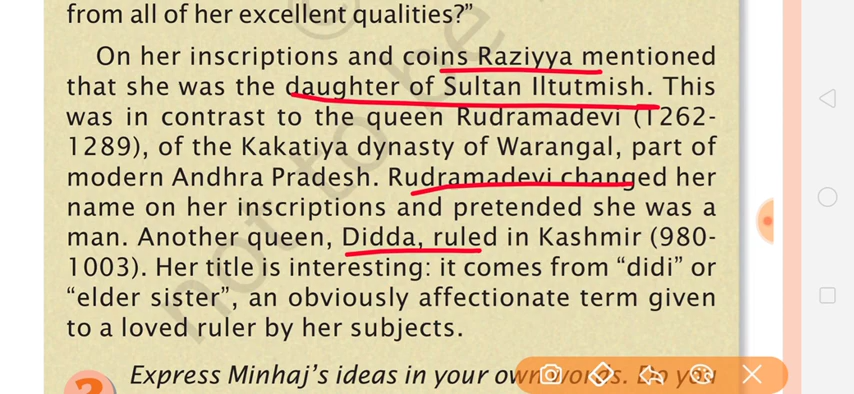 from all of her excellent qualities?”
On her inscriptions and coins Raziyya mentioned
that she was the daughter of Sultan Iltutmish. This
was in contrast to the queen Rudramadevi (1262-
1289), of the Kakatiya dynasty of Warangal, part of
modern Andhra Pradesh. Rudramadevi changed her
name on her inscriptions and pretended she was a
man. Another queen, Didda, ruled in Kashmir (980-
1003). Her title is interesting: it comes from “didi” or
“elder sister”, an obviously affectionate term given
to a loved ruler by her subjects.
? Express Minhaj’s ideas in your own words. Do you